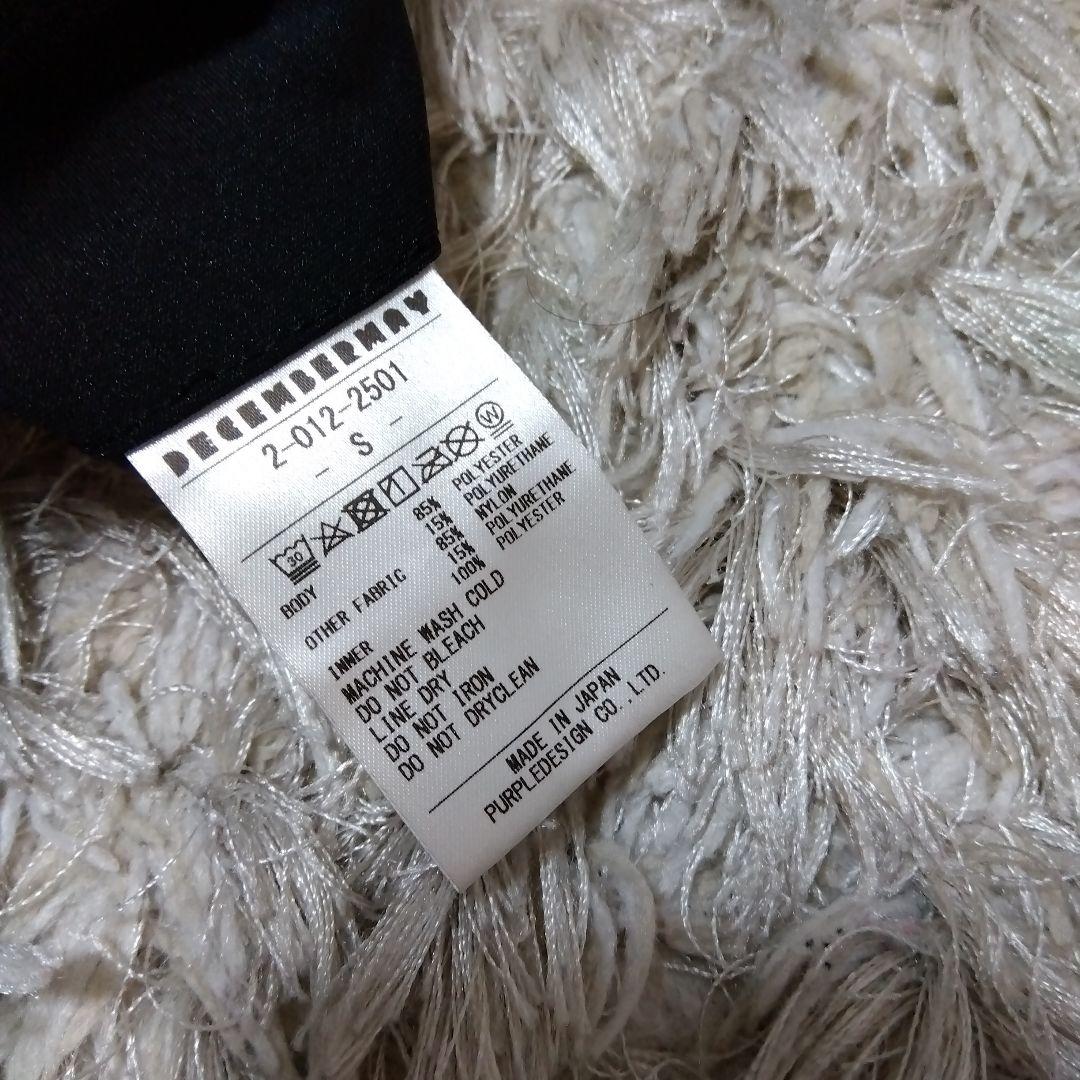 DECEMBERMAY
2-012-2501
- S -
30 W
BODY 85% POLYESTER
15% POLYURETHANE
OTHER FABRIC 85% NYLON
15% POLYURETHANE
INNER 100% POLYESTER
MACHINE WASH COLD
DO NOT BLEACH
LINE DRY
DO NOT IRON
DO NOT DRYCLEAN
MADE IN JAPAN
PURPLEDESIGN CO.,LTD.